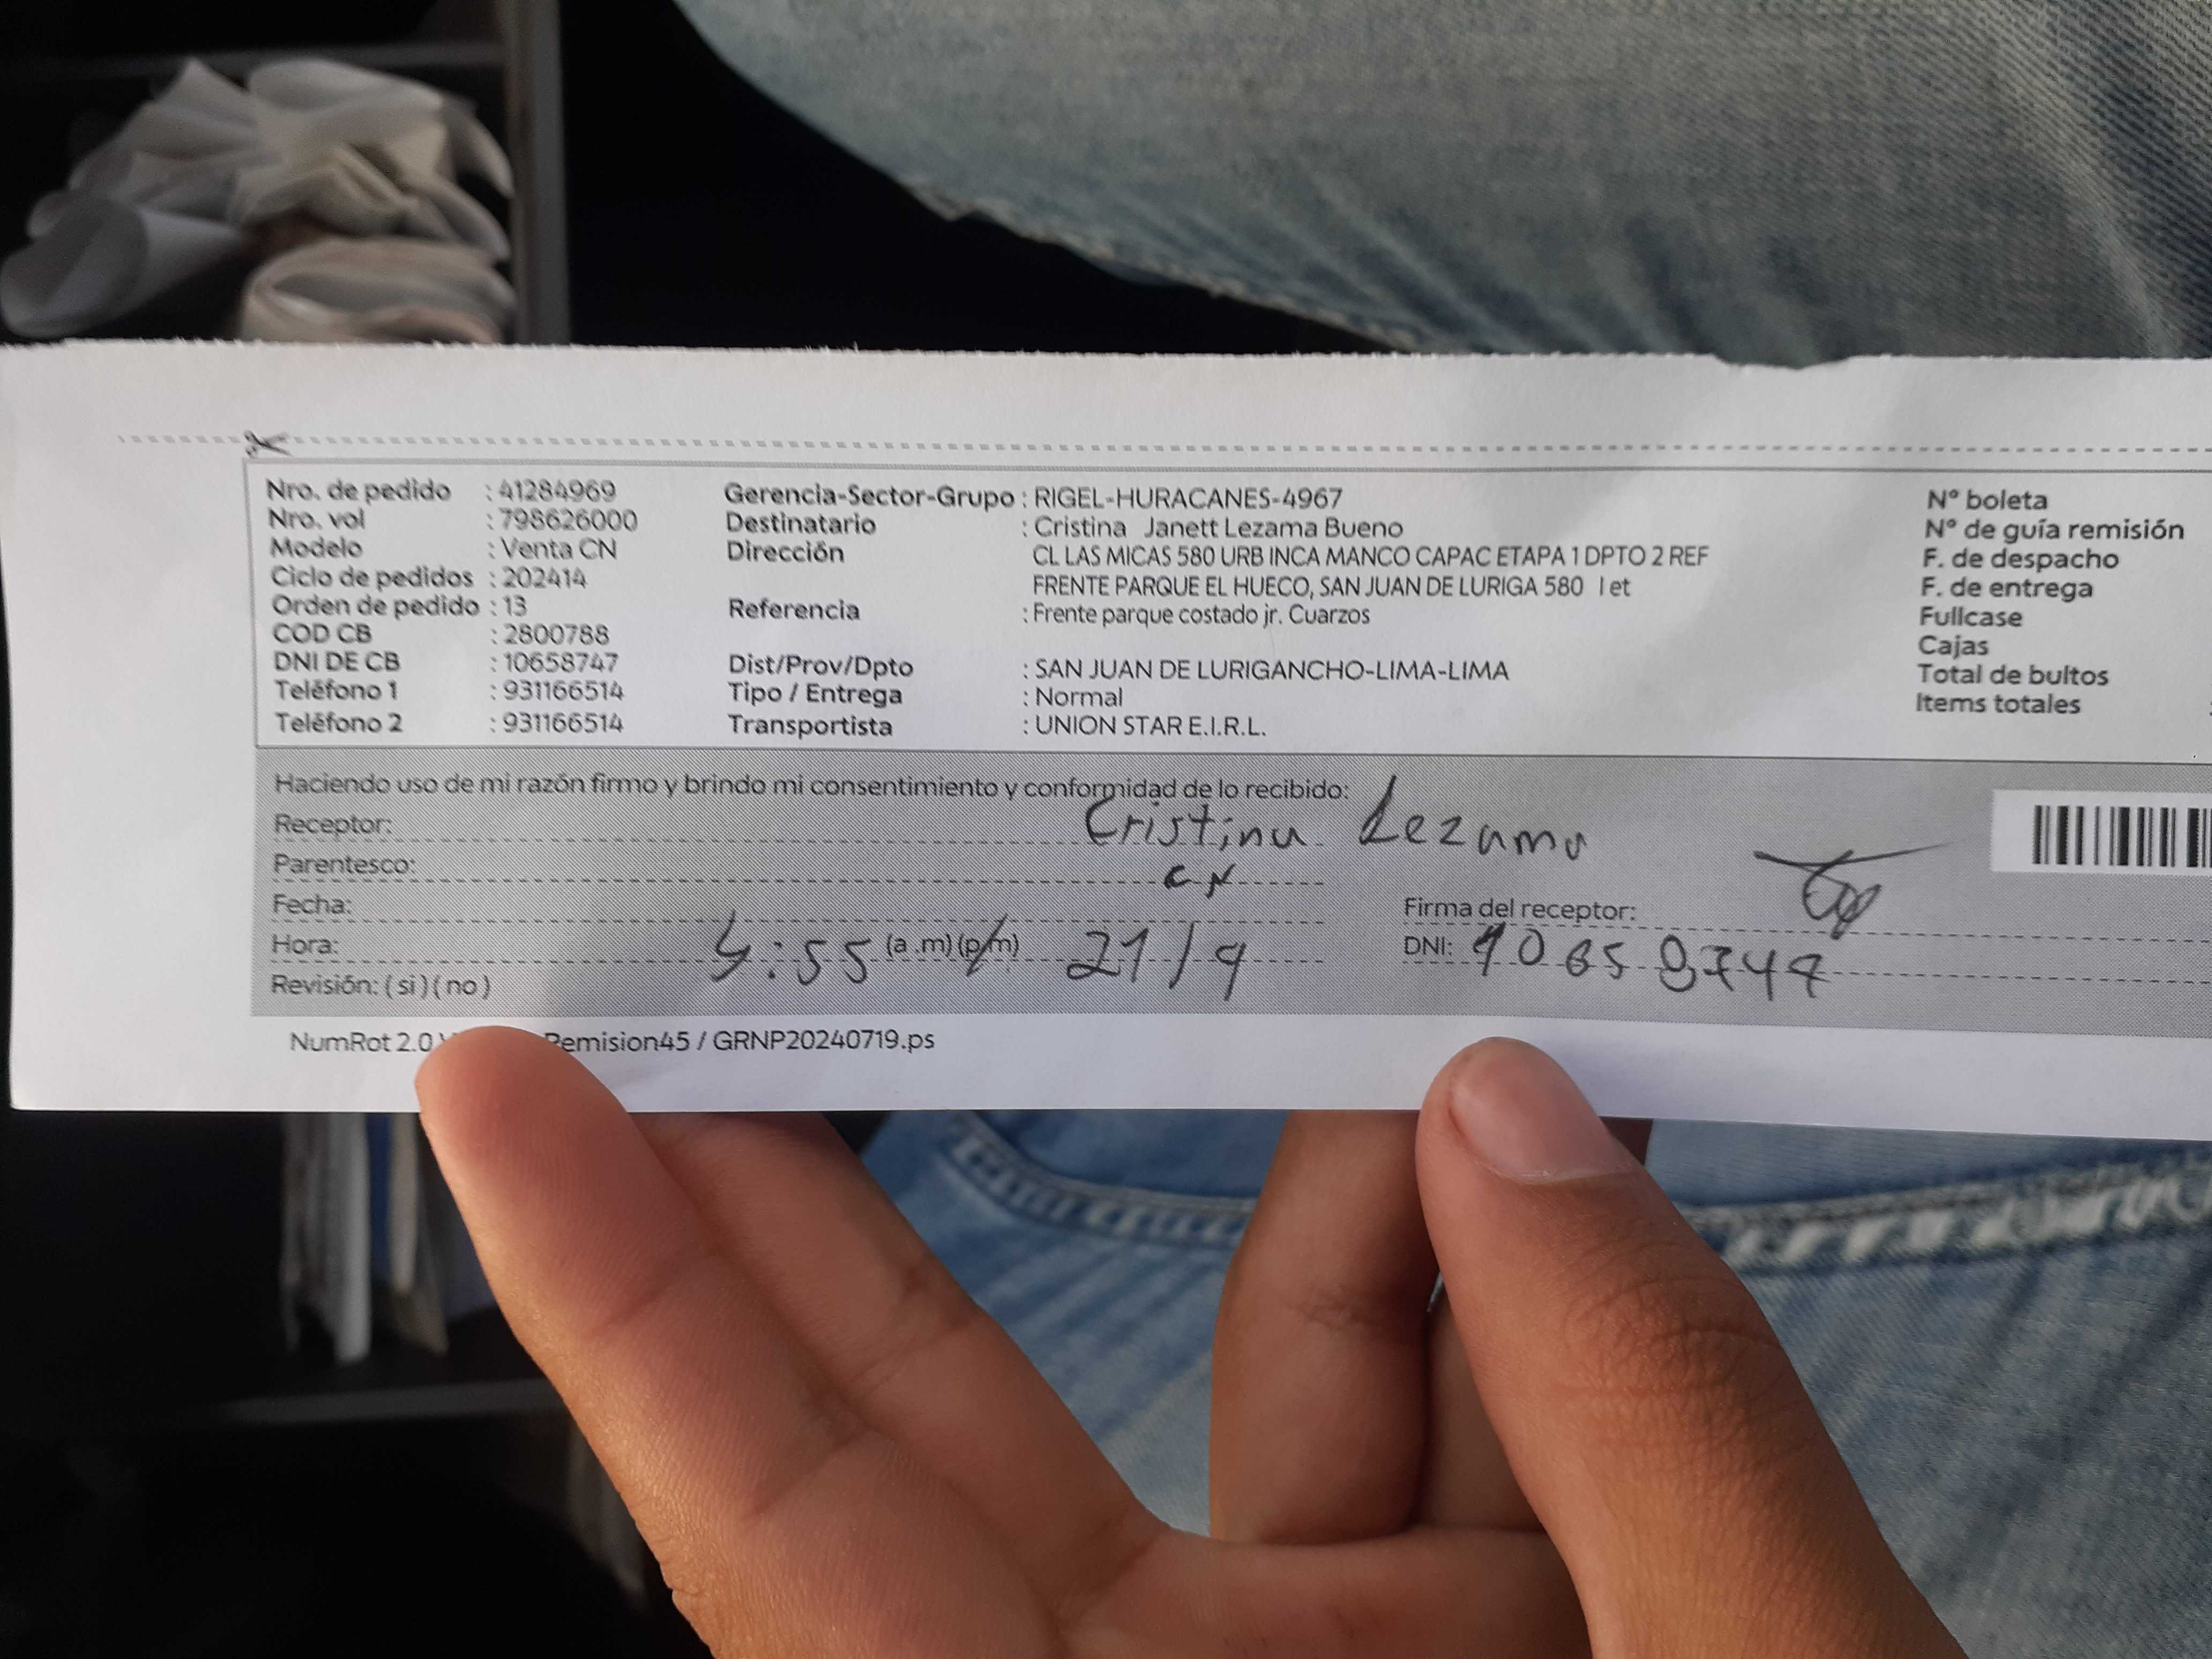 Nro. de pedido : 41284969
Nro. vol : 798626000
Modelo : Venta CN
Ciclo de pedidos : 202414
Orden de pedido : 13
COD CB : 2800788
DNI DE CB : 10658747
Teléfono 1 : 931166514
Teléfono 2 : 931166514
Gerencia-Sector-Grupo : RIGEL-HURACANES-4967
Destinatario : Cristina Janett Lezama Bueno
Dirección CL LAS MICAS 580 URB INCA MANCO CAPAC ETAPA 1 DPTO 2 REF
FRENTE PARQUE EL HUECO, SAN JUAN DE LURIGA 580 let
Referencia : Frente parque costado jr. Cuarzos
Dist/Prov/Dpto : SAN JUAN DE LURIGANCHO-LIMA-LIMA
Tipo / Entrega : Normal
Transportista : UNION STAR E.I.R.L.
N° boleta
N° de guía remisión
F. de despacho
F. de entrega
Fullcase
Cajas
Total de bultos
Items totales
Haciendo uso de mi razón firmo y brindo mi consentimiento y conformidad de lo recibido:
Receptor: Cristina Lezama
Parentesco: CN
Fecha:
Hora: :55 (a .m) (p/m) 21/9
Revisión: ( si ) ( no )
Firma del receptor:
DNI: 10658747
NumRot 2.0 Remision45 / GRNP20240719.ps